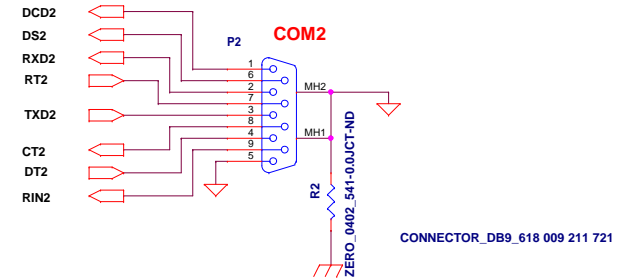 COM2
P2
DCD2
DS2
RXD2
RT2
TXD2
CT2
DT2
RIN2
1
6
2
7
3
8
4
9
5
MH2
MH1
R2
ZERO_0402_541-0.0JCT-ND
CONNECTOR_DB9_618 009 211 721